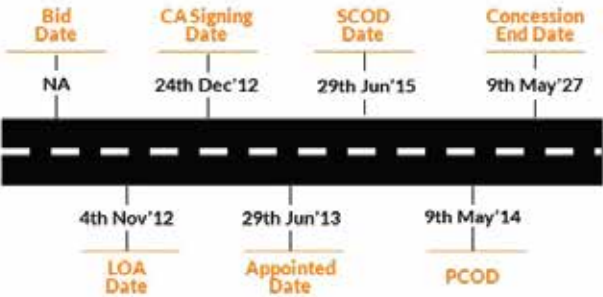 Bid
Date
NA
CA Signing
Date
24th Dec'12
SCOD
Date
29th Jun'15
Concession
End Date
9th May'27
4th Nov'12
LOA
Date
29th Jun'13
Appointed
Date
9th May'14
PCOD